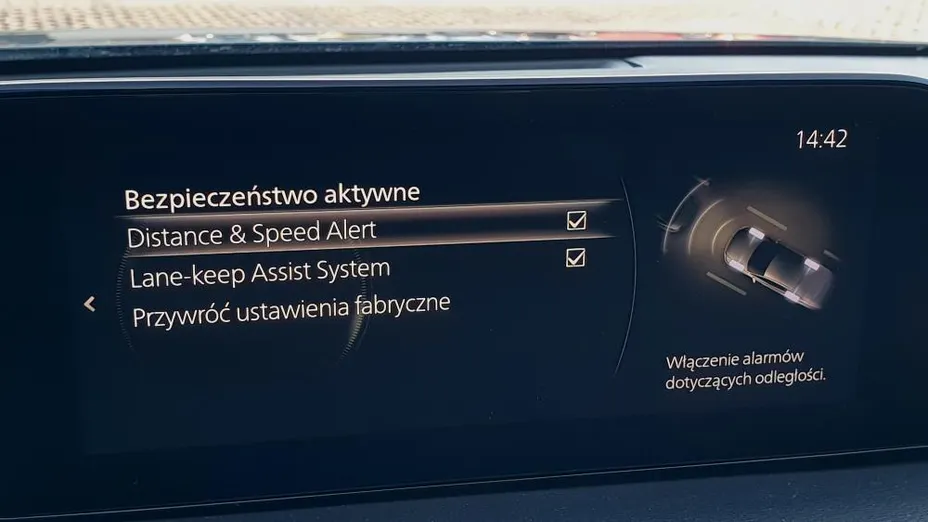 14:42
Bezpieczeństwo aktywne
Distance & Speed Alert
Lane-keep Assist System
Przywróć ustawienia fabryczne
Włączenie alarmów
dotyczących odległości.